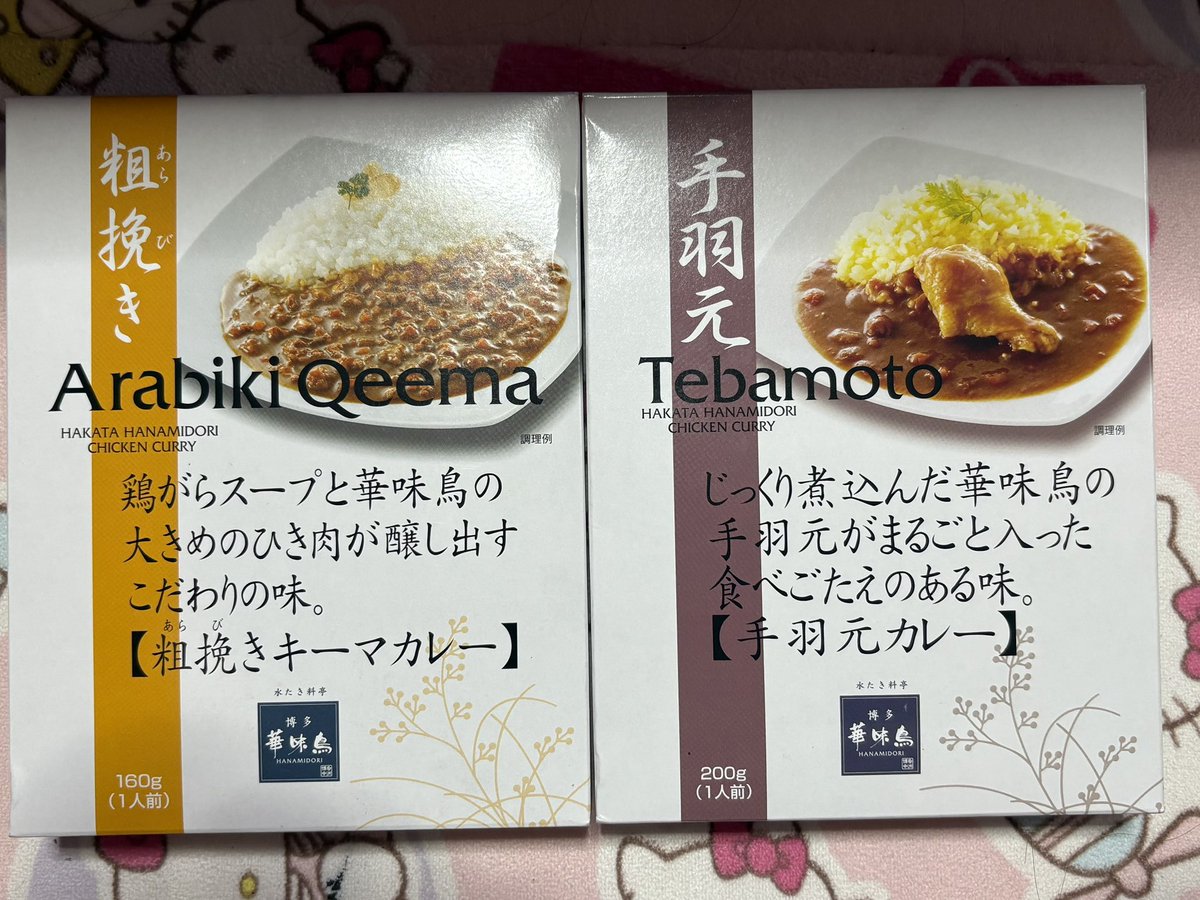 粗挽き
あら
び
Arabiki Qeema
HAKATA HANAMIDORI
CHICKEN CURRY
調理例
鶏がらスープと華味鳥の
大きめのひき肉が醸し出す
こだわりの味。
あら び
【粗挽きキーマカレー】
水たき料亭
博多
華味鳥
HANAMIDORI
160g
(1人前)
手羽元
Tebamoto
HAKATA HANAMIDORI
CHICKEN CURRY
調理例
じっくり煮込んだ華味鳥の
手羽元がまるごと入った
食べごたえのある味。
【手羽元カレー】
水たき料亭
博多
華味鳥
HANAMIDORI
200g
(1人前)